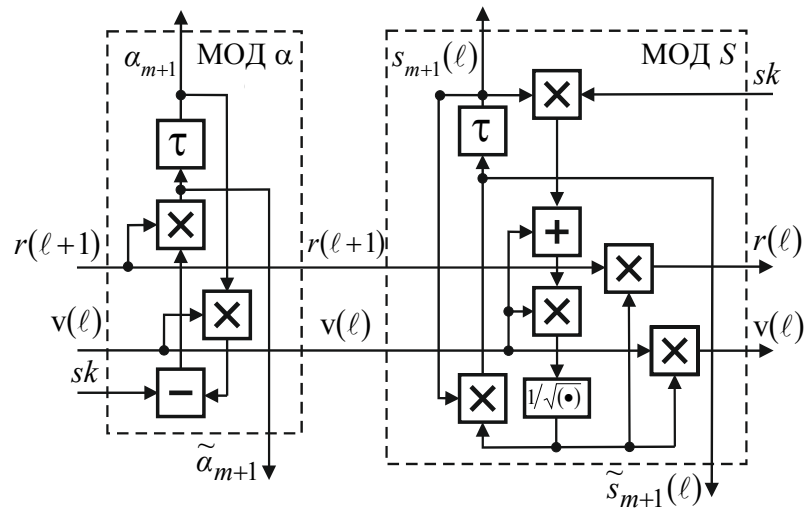 α_{m+1}
МОД α
s_{m+1}(ℓ)
МОД S
sk
×
τ
τ
×
+
r(ℓ+1)
r(ℓ+1)
×
r(ℓ)
×
×
v(ℓ)
v(ℓ)
×
v(ℓ)
sk
−
×
1/√(•)
α̃_{m+1}
s̃_{m+1}(ℓ)